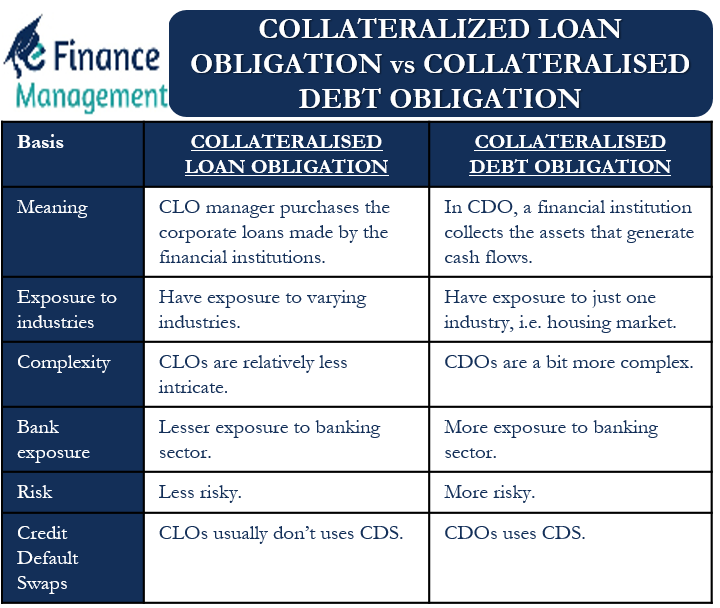 e Finance
Management
COLLATERALIZED LOAN
OBLIGATION vs COLLATERALISED
DEBT OBLIGATION
Basis
COLLATERALISED
LOAN OBLIGATION
COLLATERALISED
DEBT OBLIGATION
Meaning
CLO manager purchases the
corporate loans made by the
financial institutions.
In CDO, a financial institution
collects the assets that generate
cash flows.
Exposure to
industries
Have exposure to varying
industries.
Have exposure to just one
industry, i.e. housing market.
Complexity
CLOs are relatively less
intricate.
CDOs are a bit more complex.
Bank
exposure
Lesser exposure to banking
sector.
More exposure to banking
sector.
Risk
Less risky.
More risky.
Credit
Default
Swaps
CLOs usually don’t uses CDS.
CDOs uses CDS.